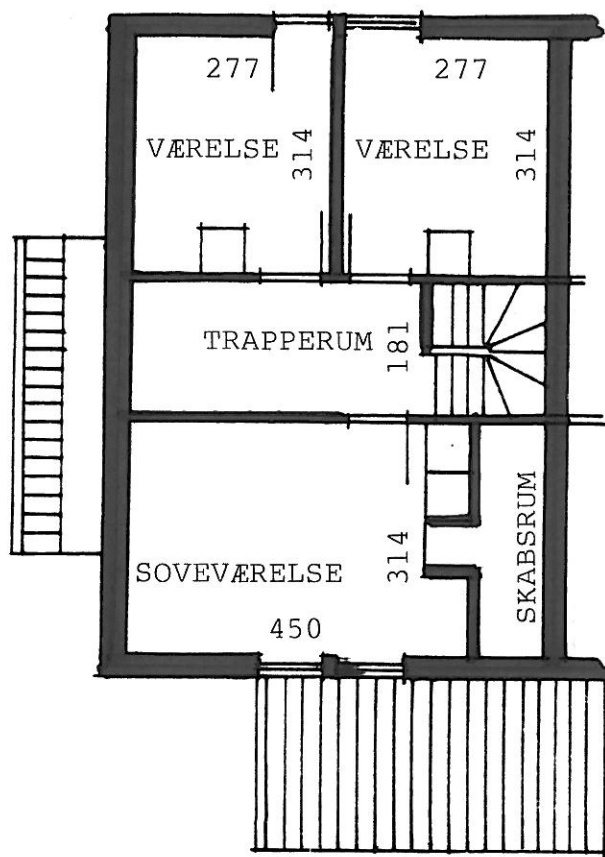 277
277
VÆRELSE
314
VÆRELSE
314
TRAPPERUM
181
SOVEVÆRELSE
314
SKABSRUM
450